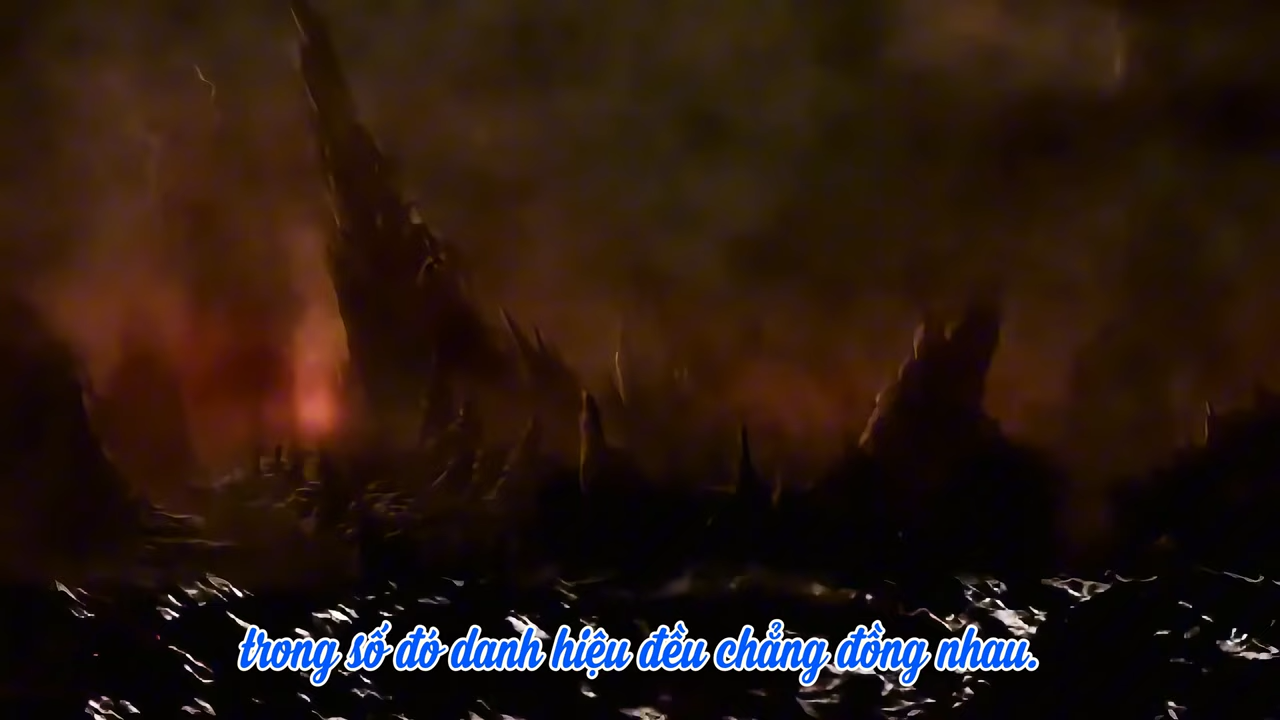 trong số đó danh hiệu đều chẳng đồng nhau.